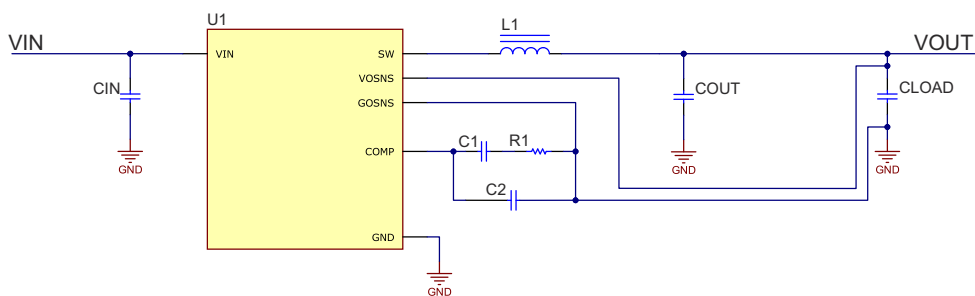 U1
L1
VIN
VIN
SW
VOUT
VOSNS
CIN
COUT
CLOAD
GOSNS
C1
R1
COMP
GND
GND
GND
C2
GND
GND